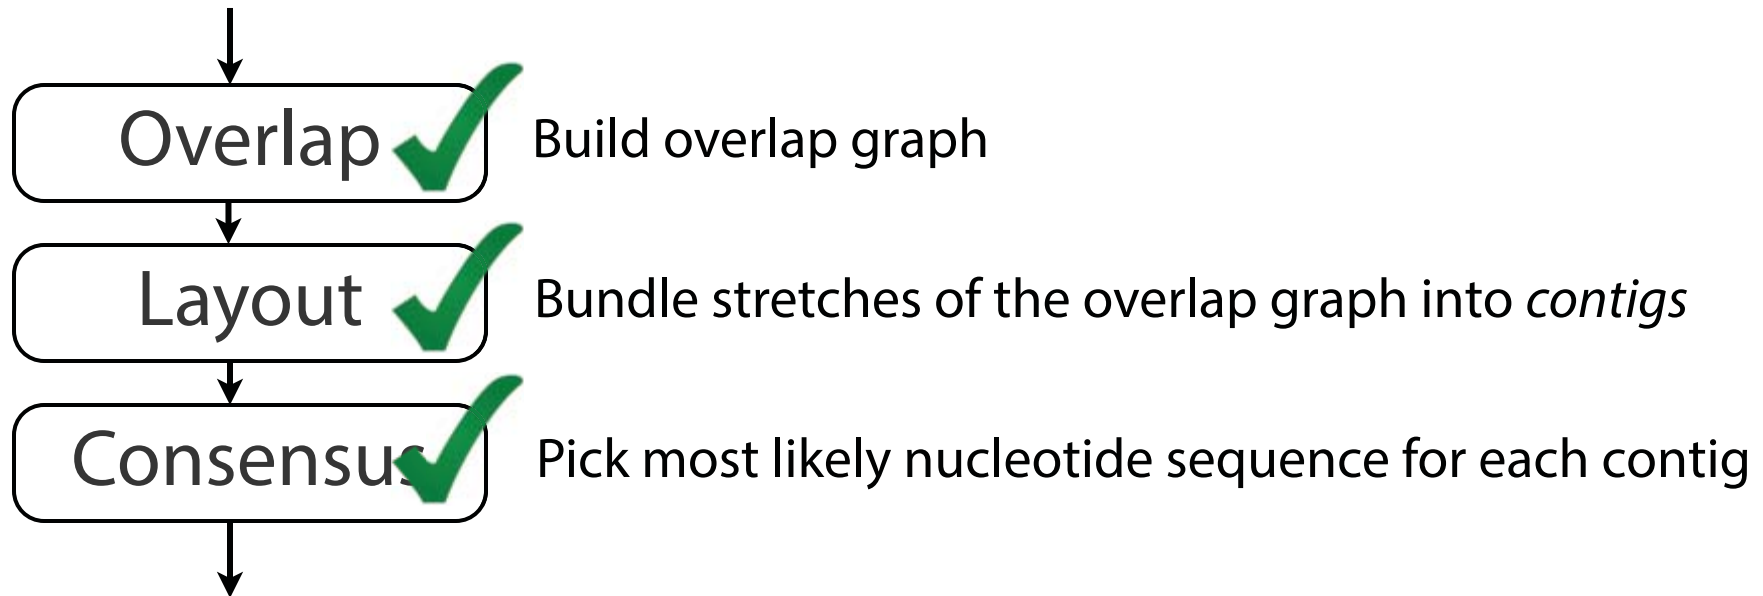 Overlap
Build overlap graph
Layout
Bundle stretches of the overlap graph into contigs
Consensus
Pick most likely nucleotide sequence for each contig